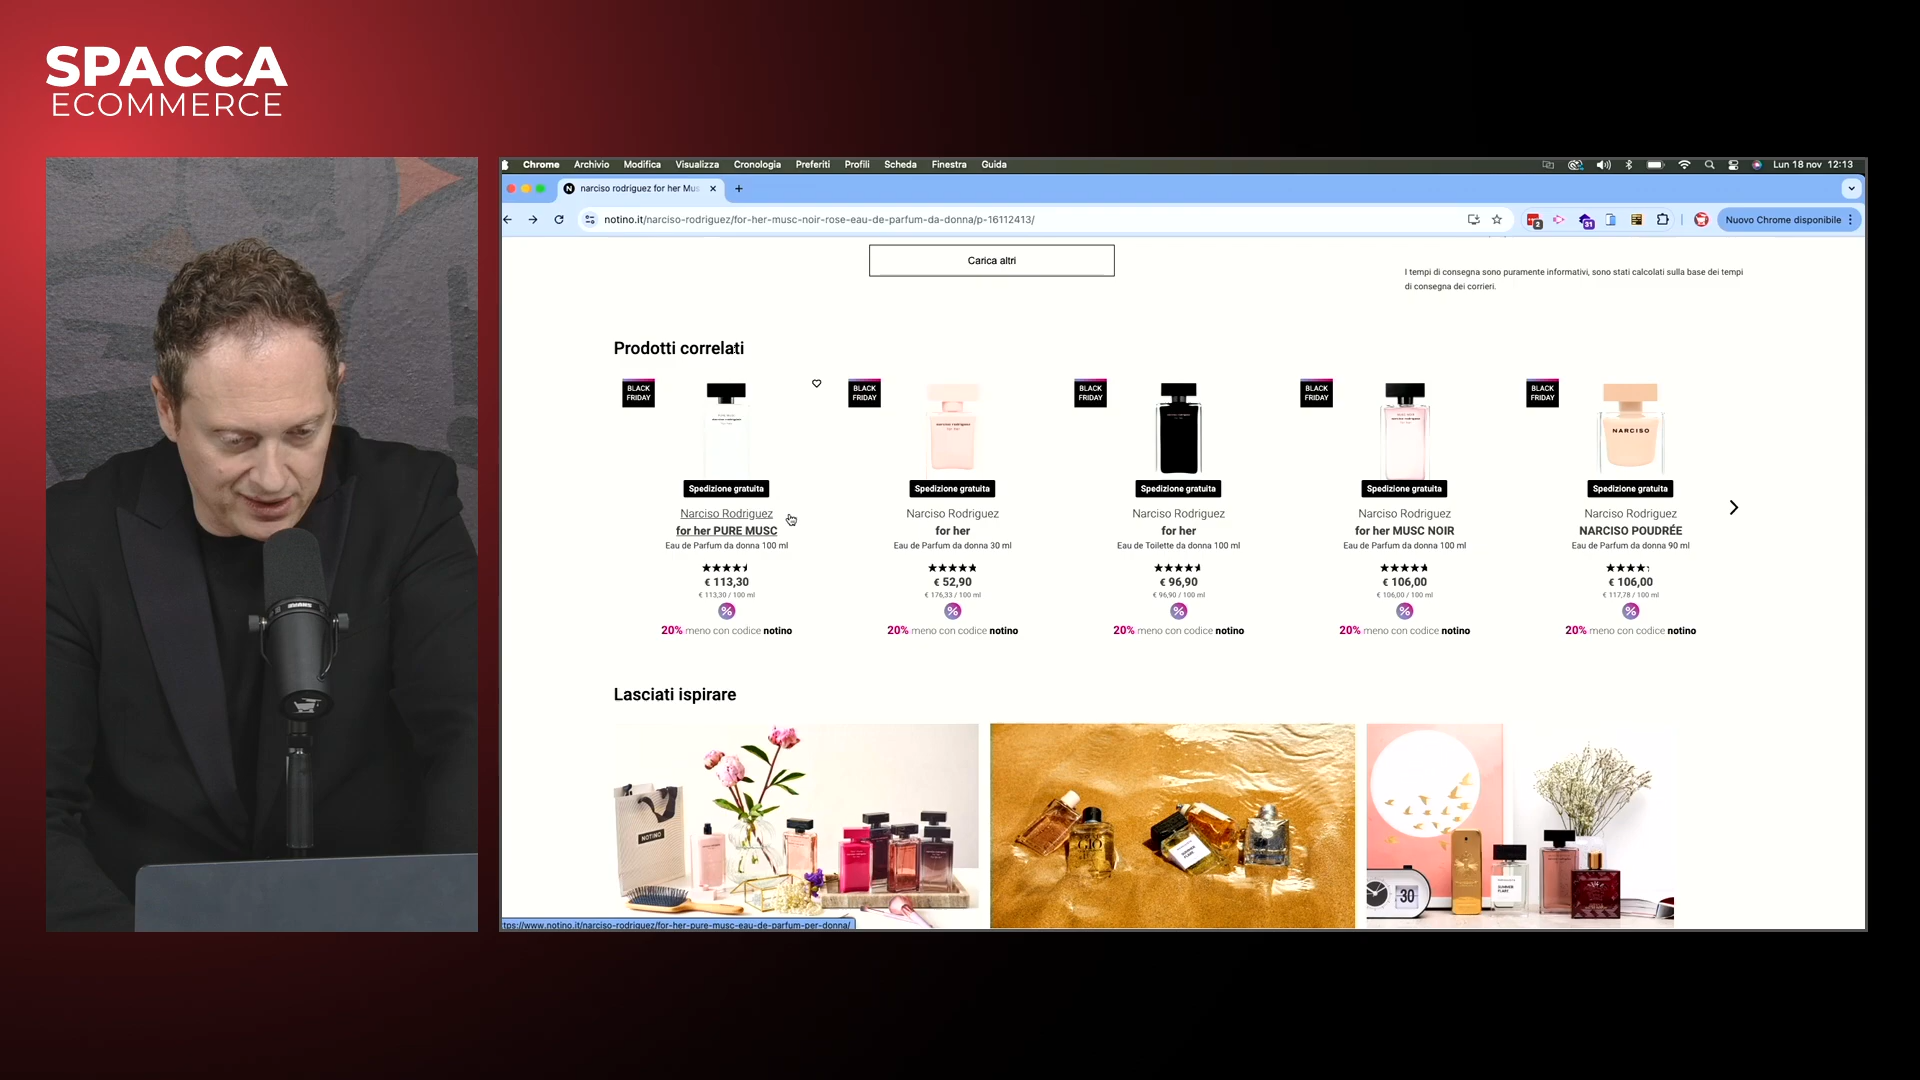 SPACCA
ECOMMERCE
Chrome Archivio Modifica Visualizza Cronologia Preferiti Profili Scheda Finestra Guida Lun 18 nov 12:13
narciso rodriguez for her Mus
notino.it/narciso-rodriguez/for-her-musc-noir-rose-eau-de-parfum-da-donna/p-16112413/
2
31
Nuovo Chrome disponibile
Carica altri
I tempi di consegna sono puramente informativi, sono stati calcolati sulla base dei tempi
di consegna dei corrieri.
Prodotti correlati
BLACK
FRIDAY
Spedizione gratuita
Narciso Rodriguez
for her PURE MUSC
Eau de Parfum da donna 100 ml
€ 113,30
€ 113,30 / 100 ml
%
20% meno con codice notino
BLACK
FRIDAY
Spedizione gratuita
Narciso Rodriguez
for her
Eau de Parfum da donna 30 ml
€ 52,90
€ 176,33 / 100 ml
%
20% meno con codice notino
BLACK
FRIDAY
Spedizione gratuita
Narciso Rodriguez
for her
Eau de Toilette da donna 100 ml
€ 96,90
€ 96,90 / 100 ml
%
20% meno con codice notino
BLACK
FRIDAY
Spedizione gratuita
Narciso Rodriguez
for her MUSC NOIR
Eau de Parfum da donna 100 ml
€ 106,00
€ 106,00 / 100 ml
%
20% meno con codice notino
BLACK
FRIDAY
NARCISO
Spedizione gratuita
Narciso Rodriguez
NARCISO POUDRÉE
Eau de Parfum da donna 90 ml
€ 106,00
€ 117,78 / 100 ml
%
20% meno con codice notino
Lasciati ispirare
NOTINO
GIO
30
tps://www.notino.it/narciso-rodriguez/for-her-pure-musc-eau-de-parfum-per-donna/